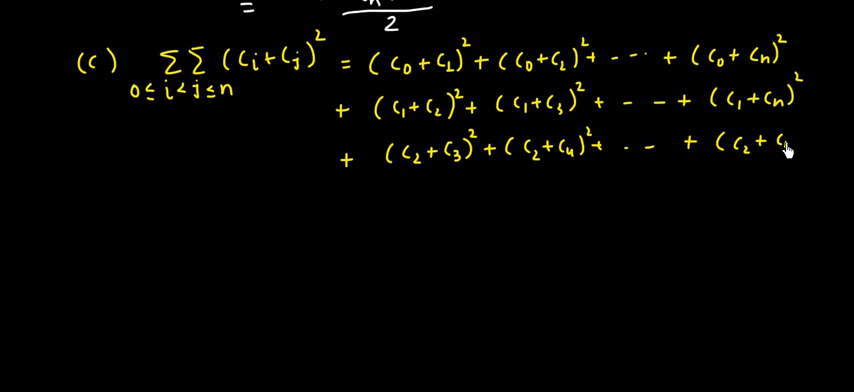 =
2
(c) ΣΣ (Ci+Cj)² = (C0+C1)² + (C0+C2)² + --- + (C0+Cn)²
0≤i<j≤n
+ (C1+C2)² + (C1+C3)² + - - + (C1+Cn)²
+ (C2+C3)² + (C2+C4)² + . - + (C2+C